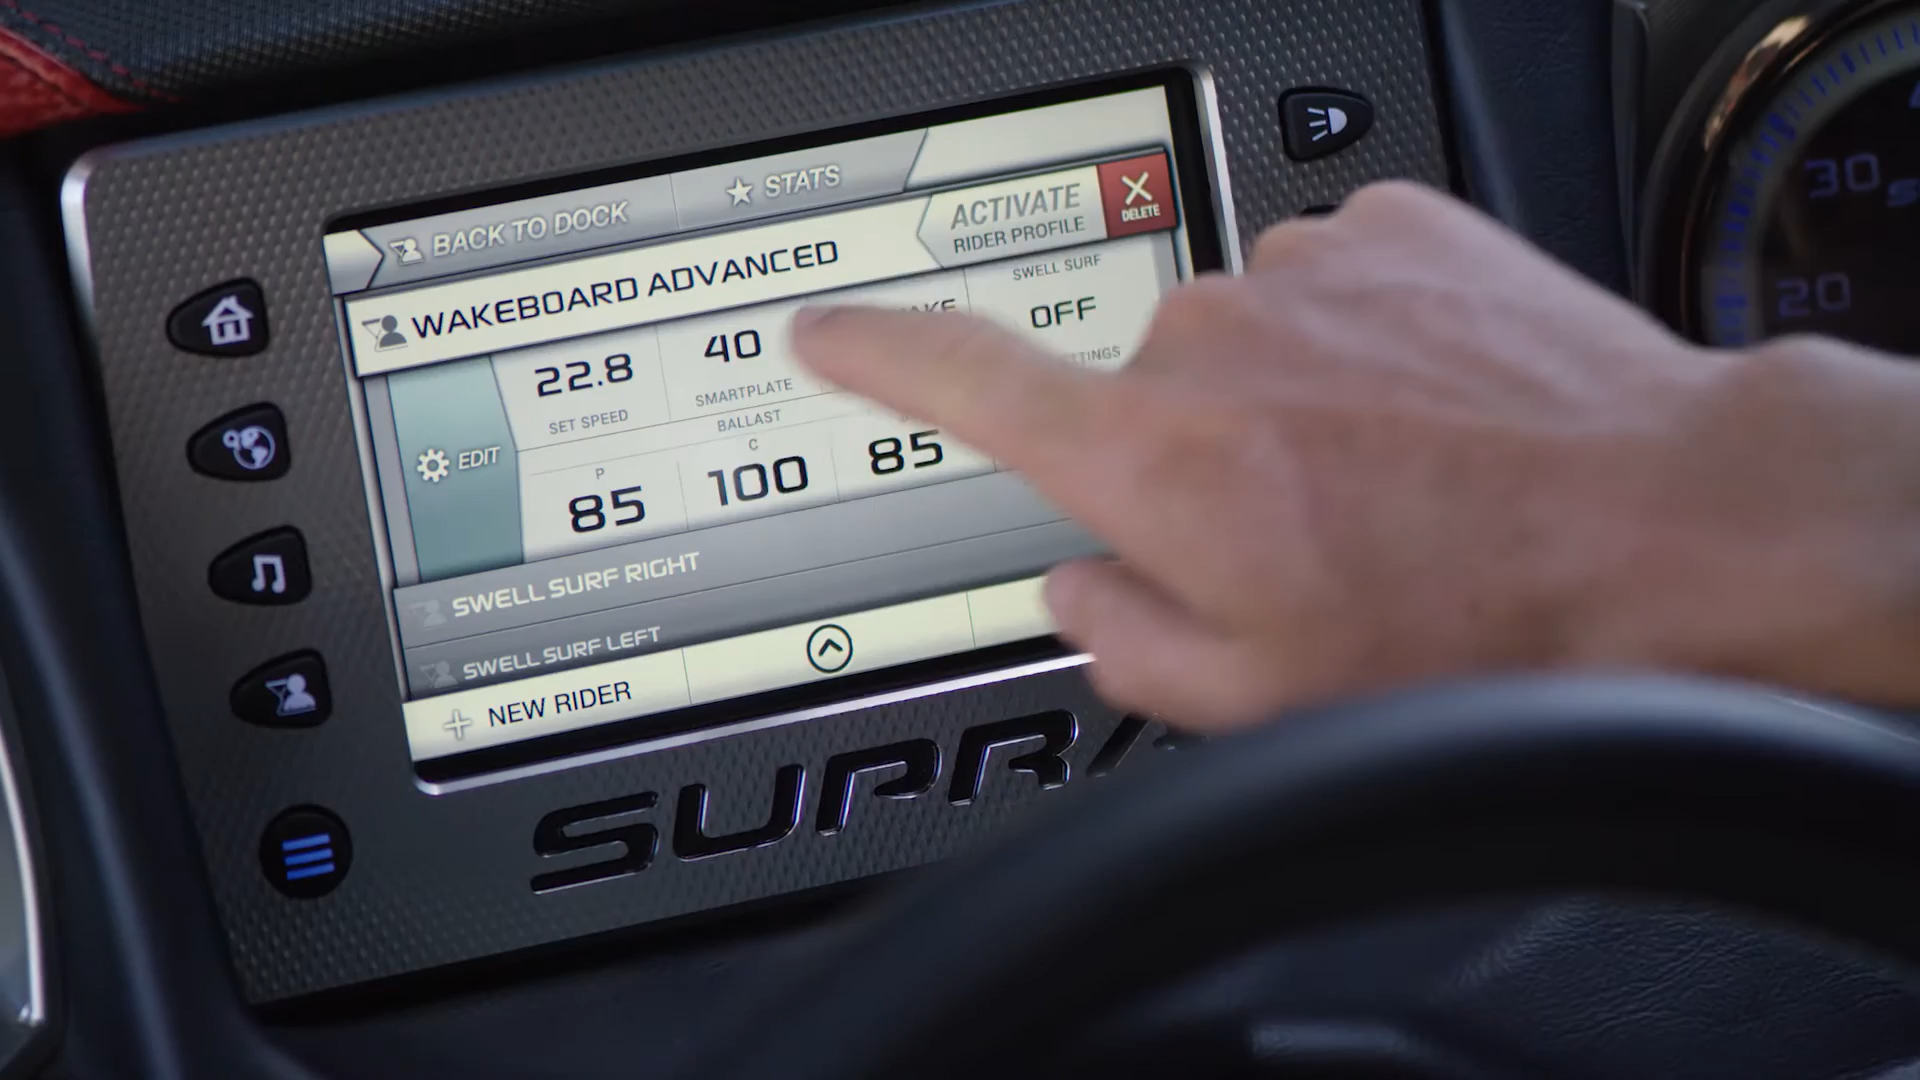 BACK TO DOCK
STATS
WAKEBOARD ADVANCED
ACTIVATE
RIDER PROFILE
DELETE
SWELL SURF
OFF
22.8
SET SPEED
40
SMARTPLATE
EDIT
BALLAST
P
85
C
100
85
SWELL SURF RIGHT
SWELL SURF LEFT
NEW RIDER
SUPRA
30
20